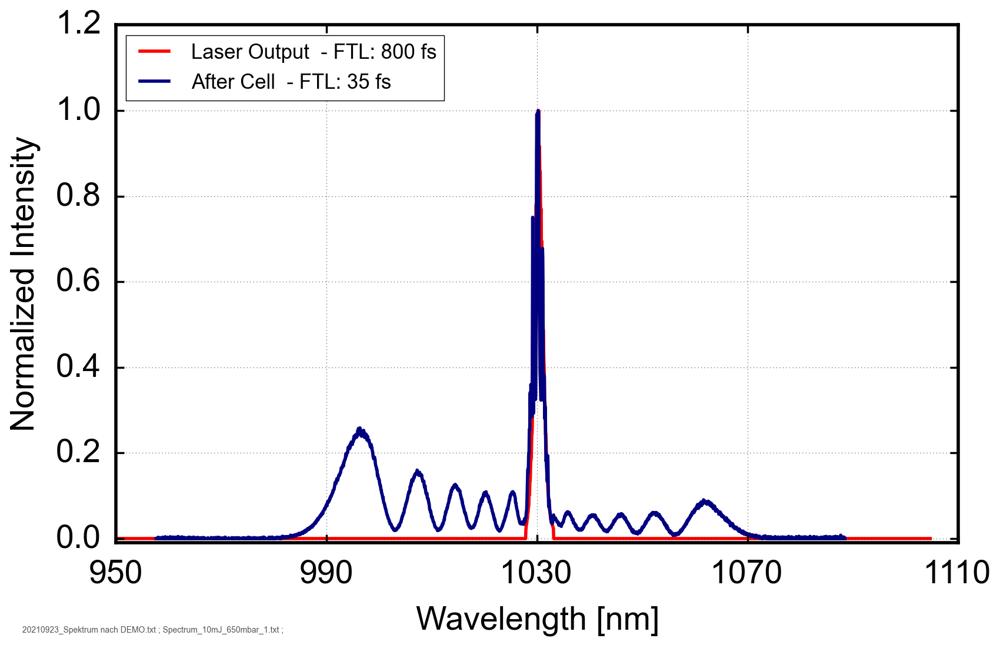 1.2
Laser Output - FTL: 800 fs
After Cell - FTL: 35 fs
1.0
0.8
0.6
0.4
0.2
0.0
Normalized Intensity
950 990 1030 1070 1110
Wavelength [nm]
20210923_Spektrum nach DEMO.txt ; Spectrum_10mJ_650mbar_1.txt ;